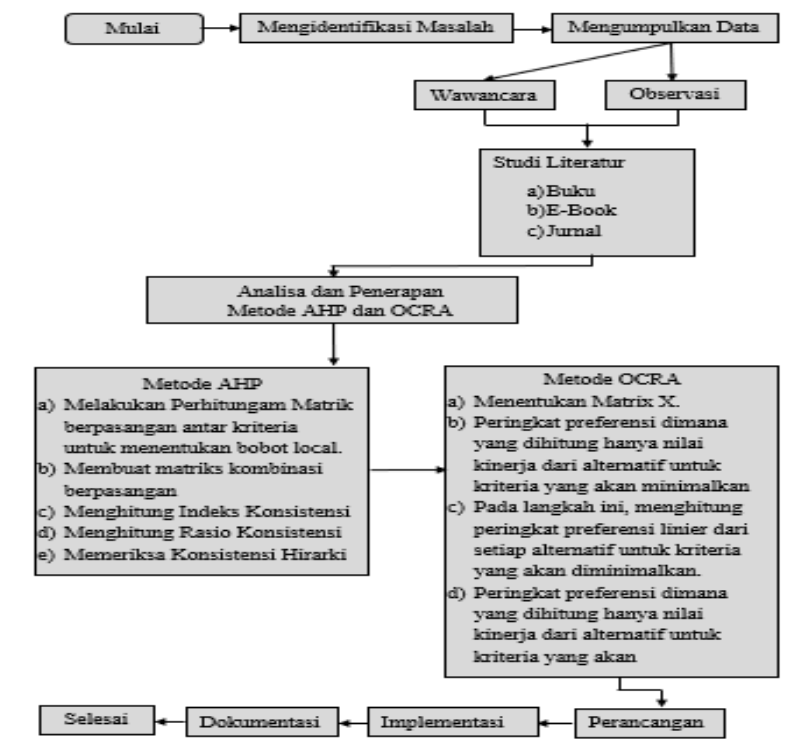 Mulai
Mengidentifikasi Masalah
Mengumpulkan Data
Wawancara
Observasi
Studi Literatur
a)Buku
b)E-Book
c)Jurnal
Analisa dan Penerapan
Metode AHP dan OCRA
Metode AHP
a) Melakukan Perhitungam Matrik
berpasangan antar kriteria
untuk menentukan bobot local.
b) Membuat matriks kombinasi
berpasangan
c) Menghitung Indeks Konsistensi
d) Menghitung Rasio Konsistensi
e) Memeriksa Konsistensi Hirarki
Metode OCRA
a) Menentukan Matrix X.
b) Peringkat preferensi dimana
yang dihitung hanya nilai
kinerja dari alternatif untuk
kriteria yang akan minimalkan
c) Pada langkah ini, menghitung
peringkat preferensi linier dari
setiap alternatif untuk kriteria
yang akan diminimalkan.
d) Peringkat preferensi dimana
yang dihitung hanya nilai
kinerja dari alternatif untuk
kriteria yang akan
Selesai
Dokumentasi
Implementasi
Perancangan